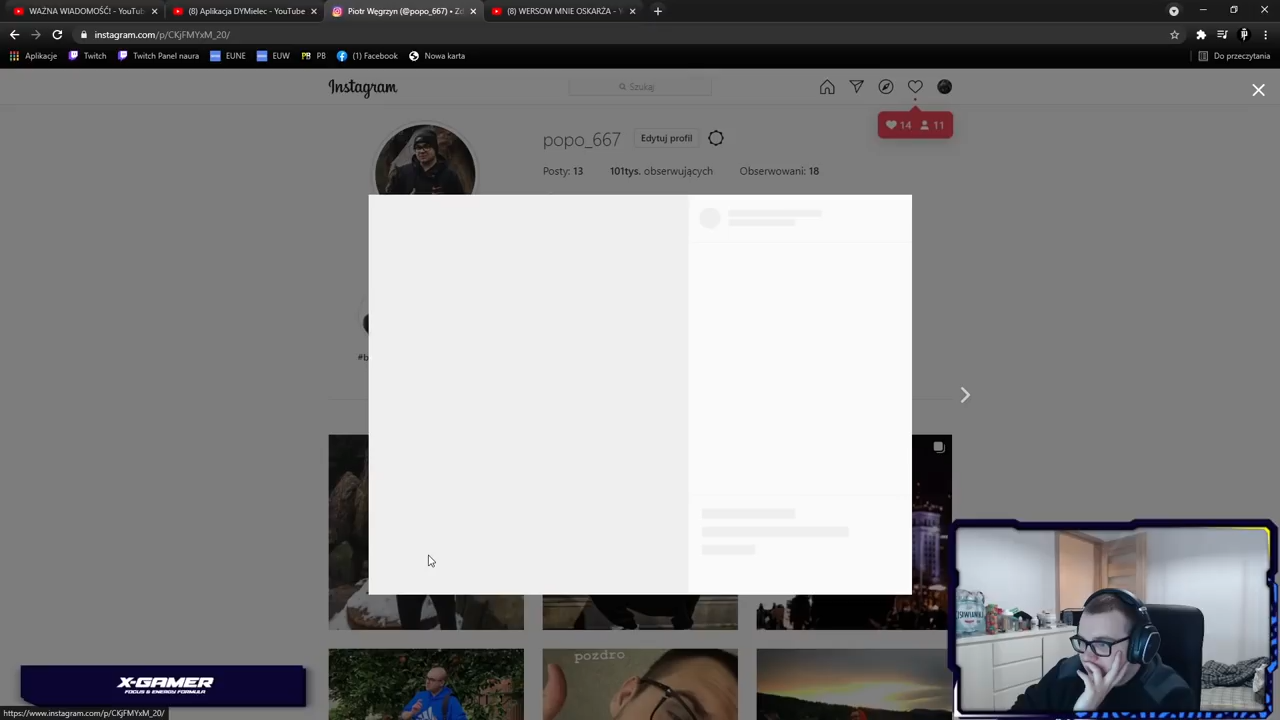 WAŻNA WIADOMOŚĆ! - YouTub
(8) Aplikacja DYMielec - YouTube
Piotr Węgrzyn (@popo_667) • Zd
(8) WERSOW MNIE OSKARZA - Y
instagram.com/p/CKjFMYxM_20/
Aplikacje
Twitch
Twitch Panel naura
EUNE
EUW
PB
(1) Facebook
Nowa karta
Do przeczytania
Instagram
Szukaj
14
11
popo_667
Edytuj profil
Posty: 13
101tys. obserwujących
Obserwowani: 18
#b
pozdro
X-GAMER
FOCUS & ENERGY FORMULA
https://www.instagram.com/p/CKjFMYxM_20/